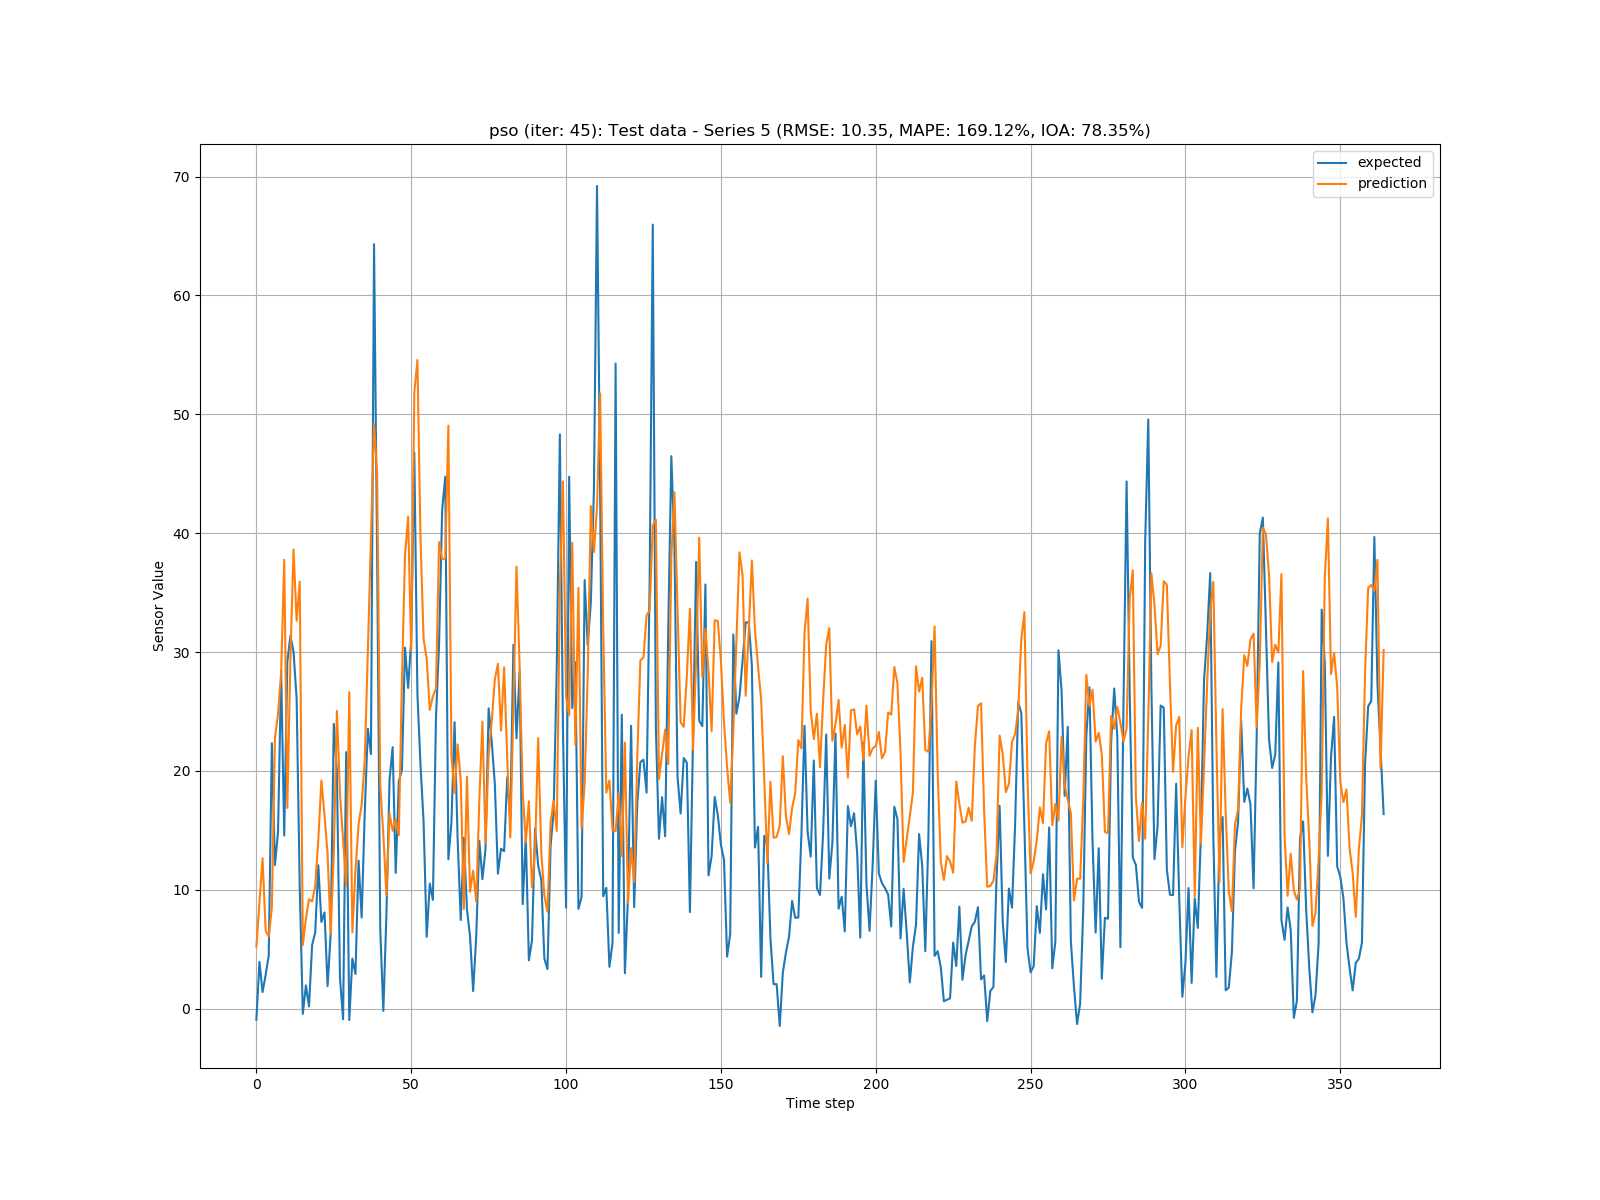 pso (iter: 45): Test data - Series 5 (RMSE: 10.35, MAPE: 169.12%, IOA: 78.35%)
expected
prediction
70
60
50
40
30
20
10
0
Sensor Value
0 50 100 150 200 250 300 350
Time step